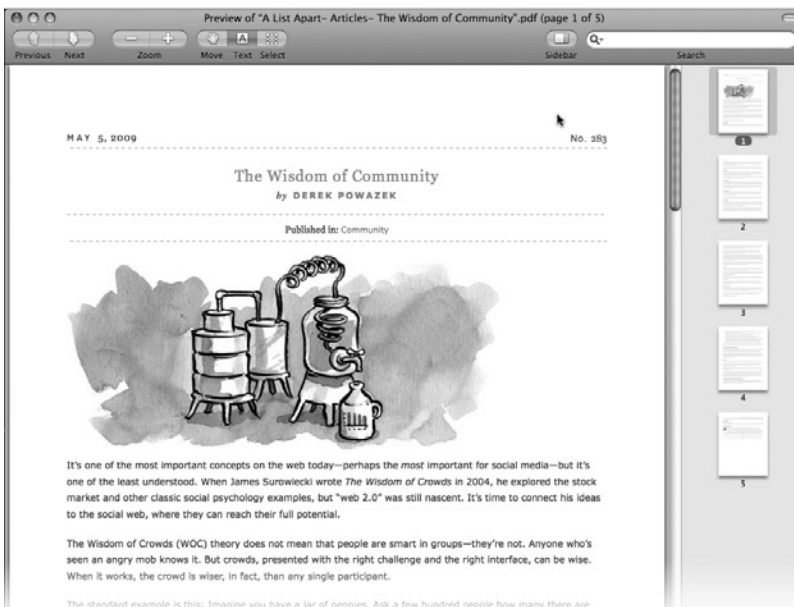 Preview of "A List Apart– Articles– The Wisdom of Community".pdf (page 1 of 5)
Previous Next Zoom Move Text Select Sidebar Search
MAY 5, 2009 No. 283
The Wisdom of Community
by DEREK POWAZEK
Published in: Community
It's one of the most important concepts on the web today—perhaps the most important for social media—but it's
one of the least understood. When James Surowiecki wrote The Wisdom of Crowds in 2004, he explored the stock
market and other classic social psychology examples, but "web 2.0" was still nascent. It's time to connect his ideas
to the social web, where they can reach their full potential.
The Wisdom of Crowds (WOC) theory does not mean that people are smart in groups—they're not. Anyone who's
seen an angry mob knows it. But crowds, presented with the right challenge and the right interface, can be wise.
When it works, the crowd is wiser, in fact, than any single participant.
The standard example is this: Imagine you have a jar of pennies. Ask a few hundred people how many there are
1
2
3
4
5